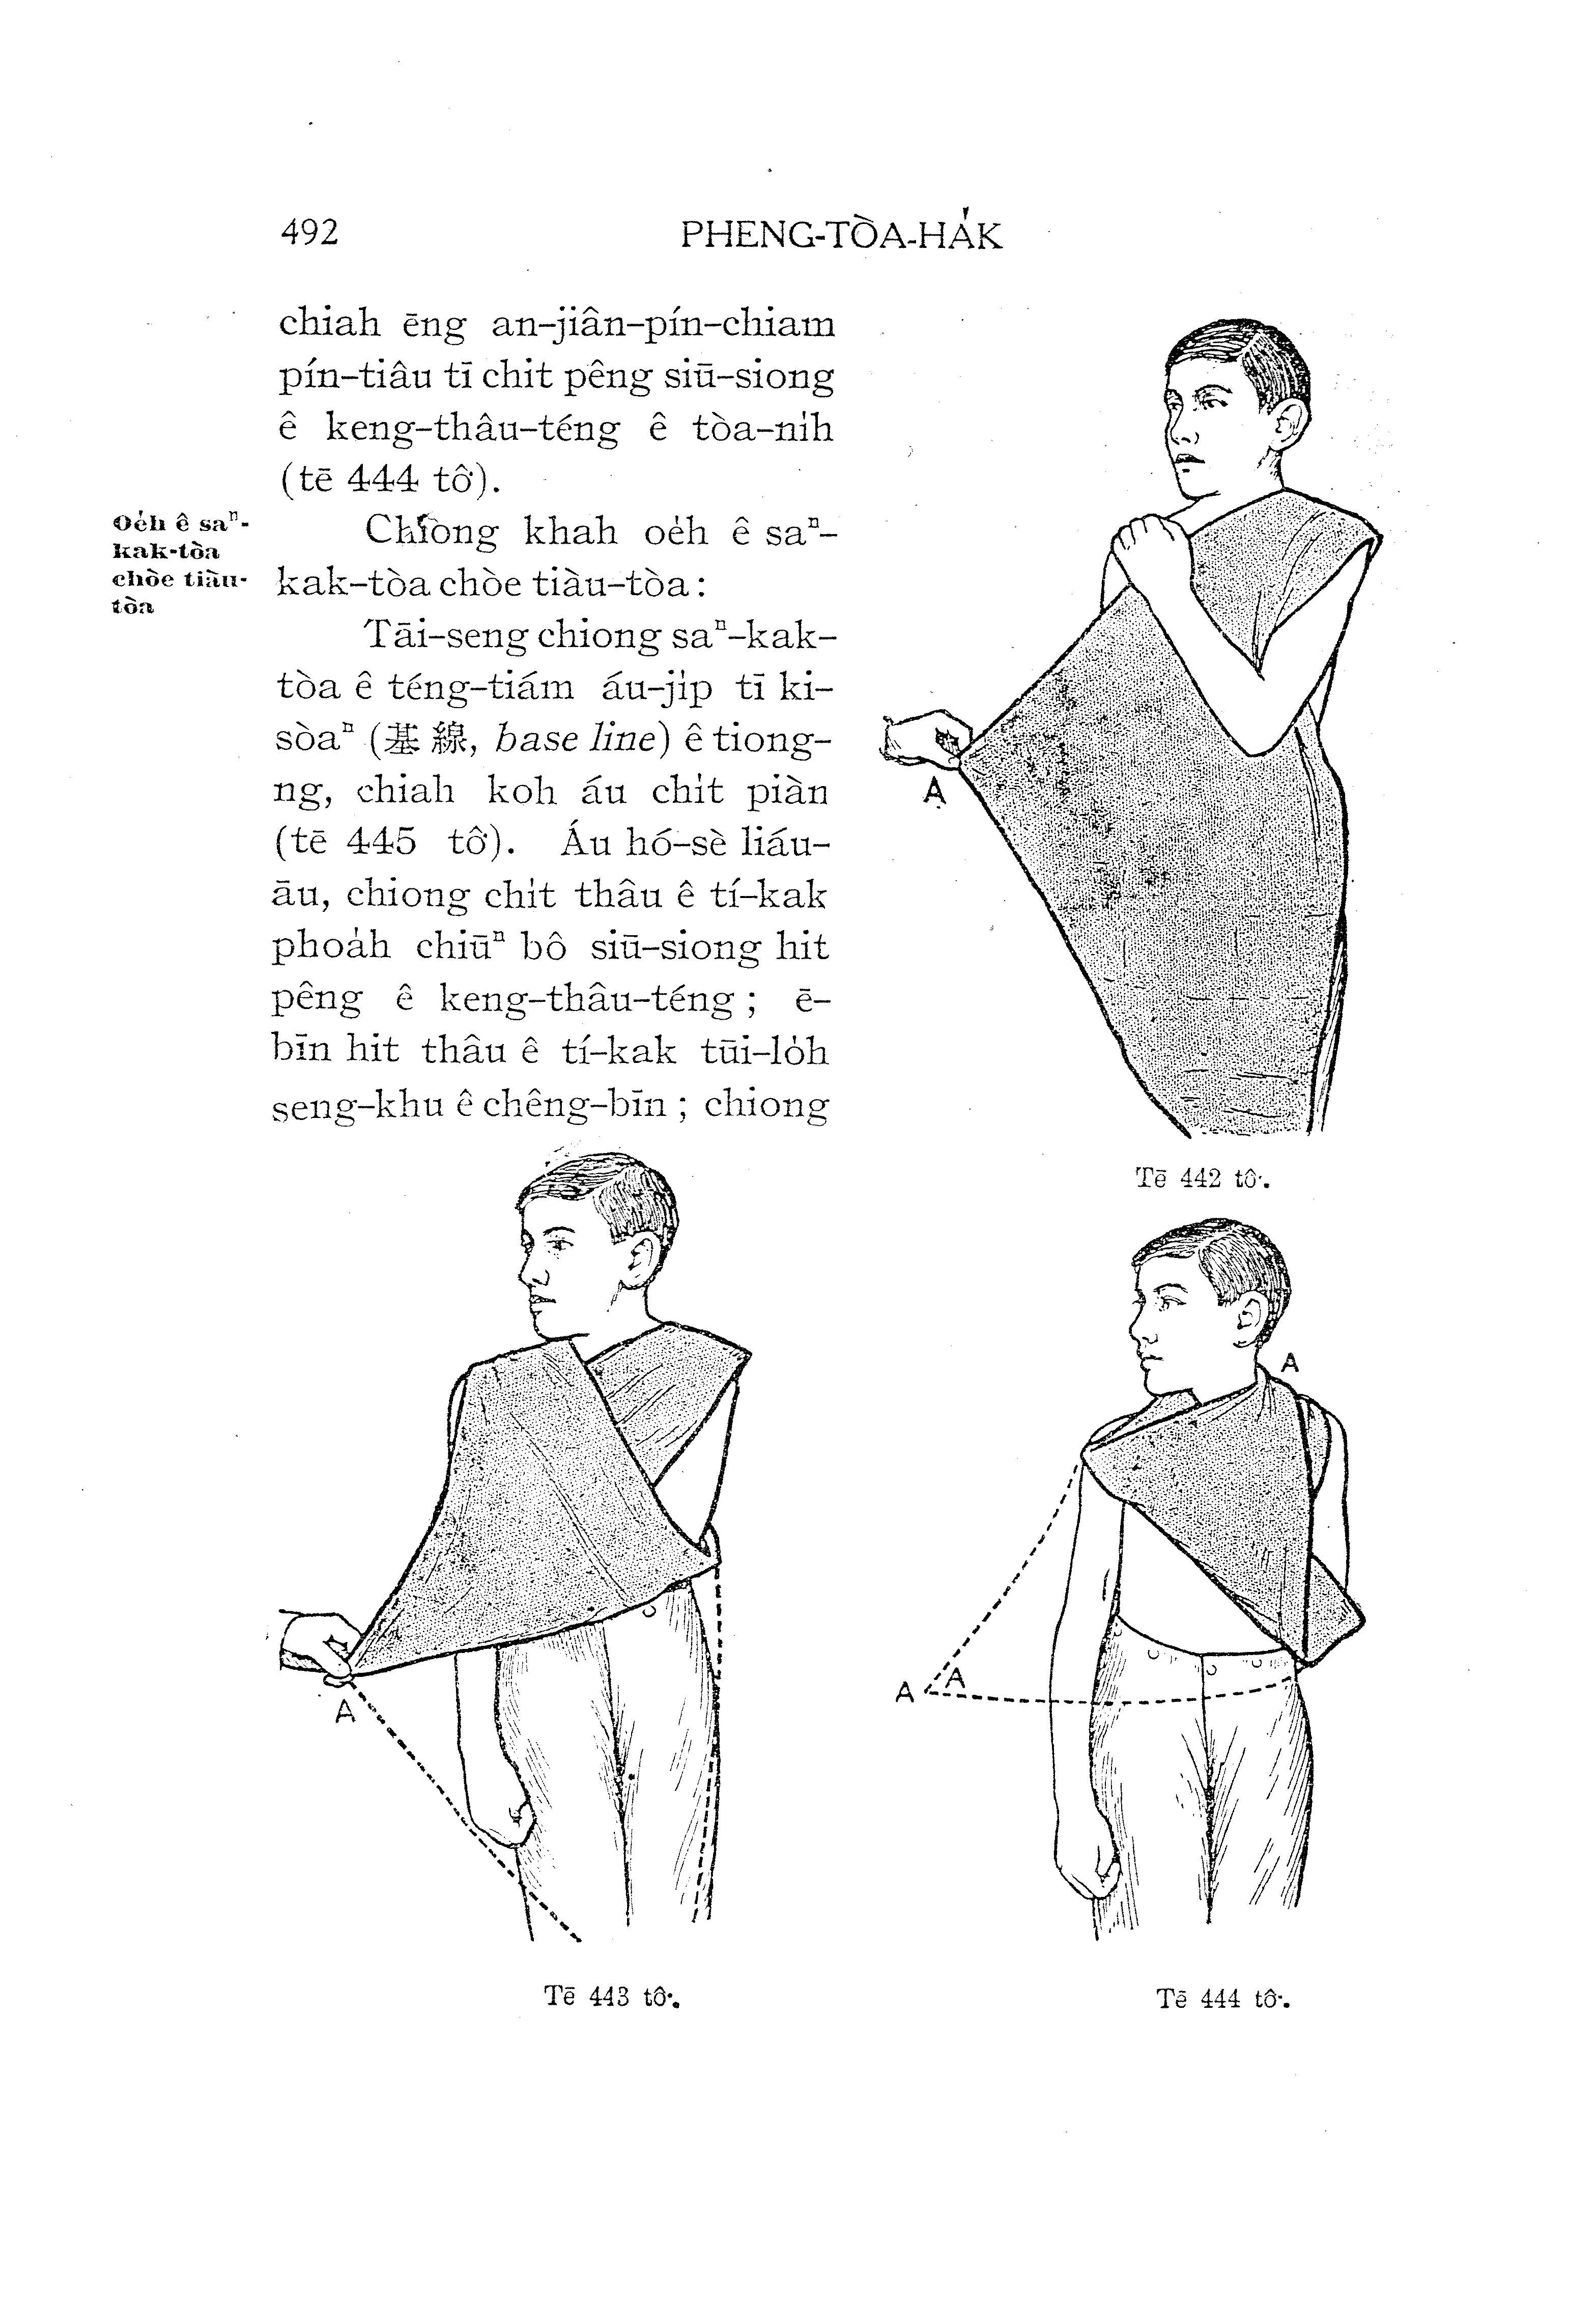 492
PHENG-TÒA-HA̍K
chiah ēng an-jiân-pín-chiam
pín-tiâu tī chit pêng siū-siong
ê keng-thâu-téng ê tòa-ni̍h
(tē 444 tô͘).
Oe̍h ê saⁿ-
kak-tòa
chòe tiàu-
tòa
Chiong khah oe̍h ê saⁿ-
kak-tòa chòe tiàu-tòa:
Tāi-seng chiong saⁿ-kak-
tòa ê téng-tiám áu-ji̍p tī ki-
sòaⁿ (基線, base line) ê tiong-
ng, chiah koh áu chi̍t piàn
(tē 445 tô͘). Áu hó-sè liáu-
āu, chiong chi̍t thâu ê tí-kak
phoa̍h chiūⁿ bô siū-siong hit
pêng ê keng-thâu-téng; ē-
bīn hit thâu ê tí-kak tūi-lo̍h
seng-khu ê chêng-bīn; chiong
A
Tē 442 tô͘.
A
Tē 443 tô͘.
A
A
A
Tē 444 tô͘.